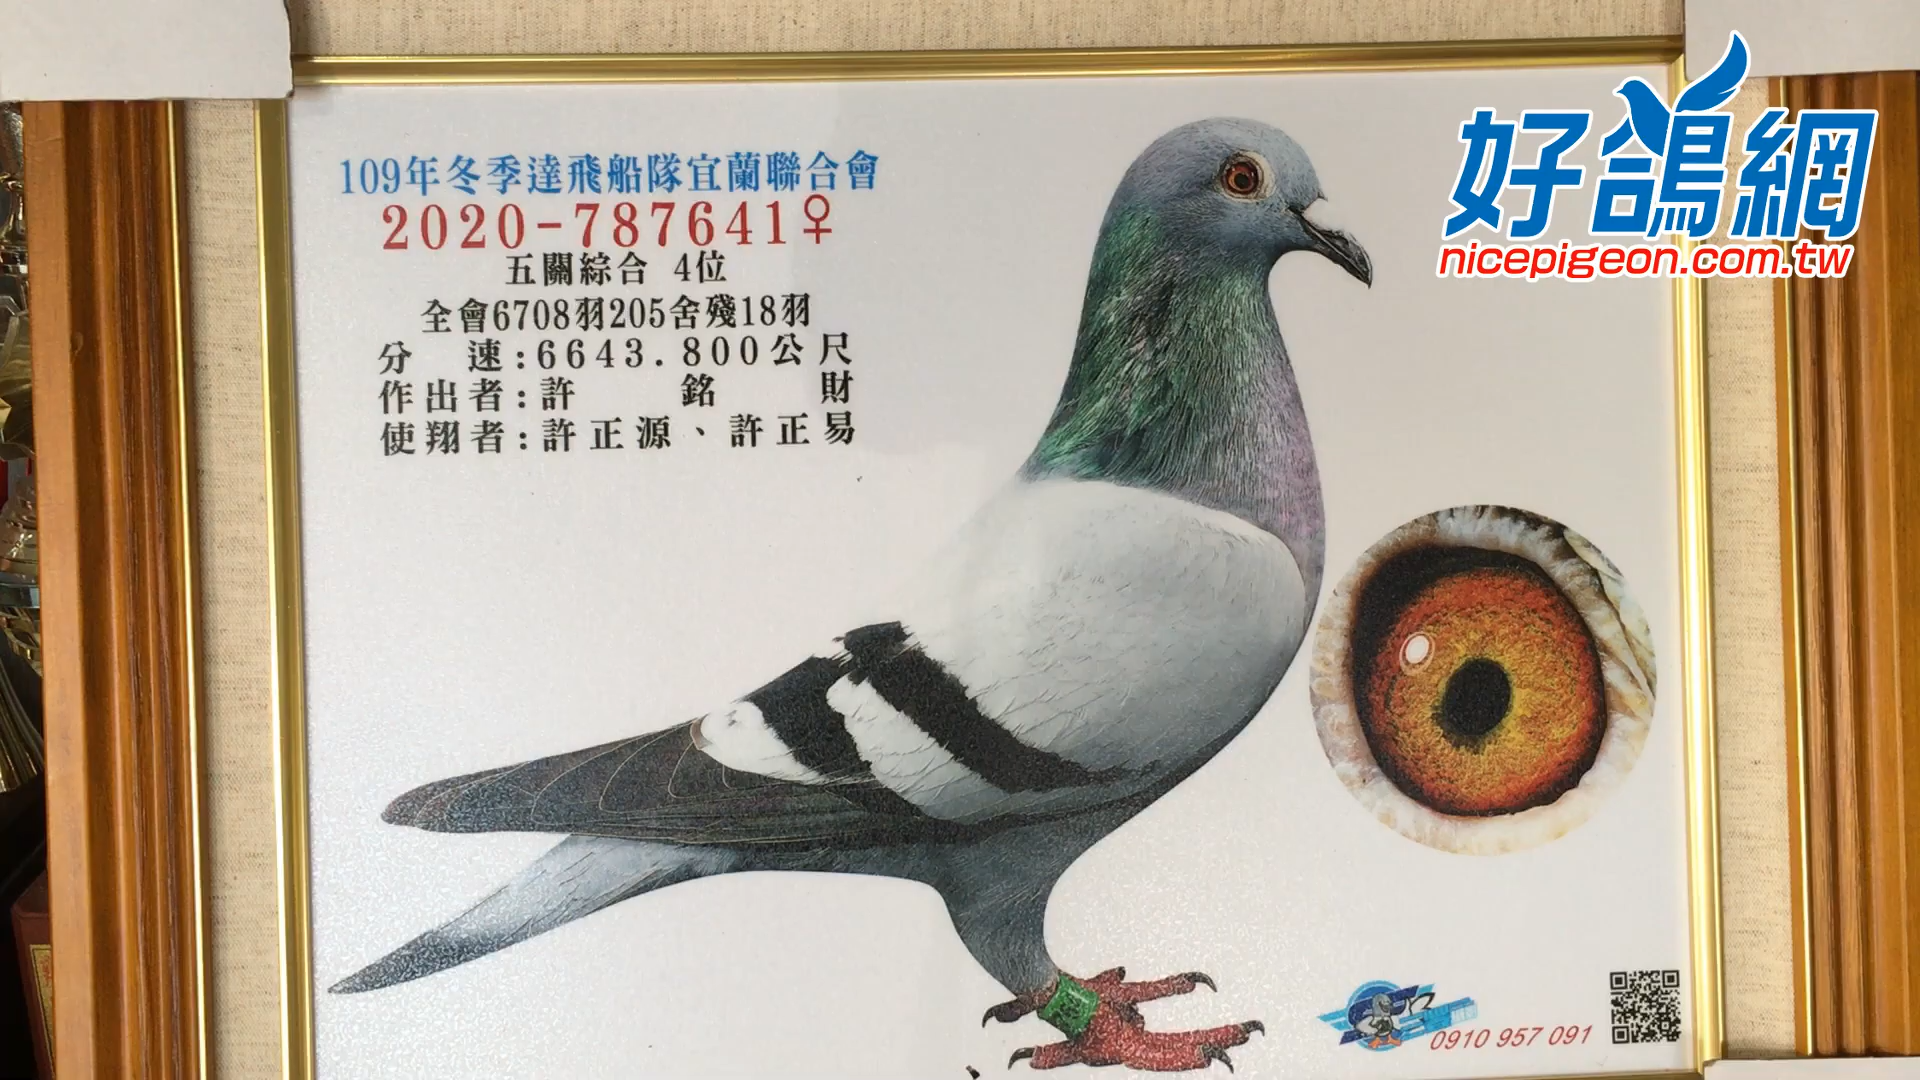 109年冬季達飛船隊宜蘭聯合會
2020-787641♀
五關綜合 4位
全會6708羽205舍殘18羽
分速:6643.800公尺
作出者:許銘財
使翔者:許正源、許正易
好鴿網
nicepigeon.com.tw
0910 957 091